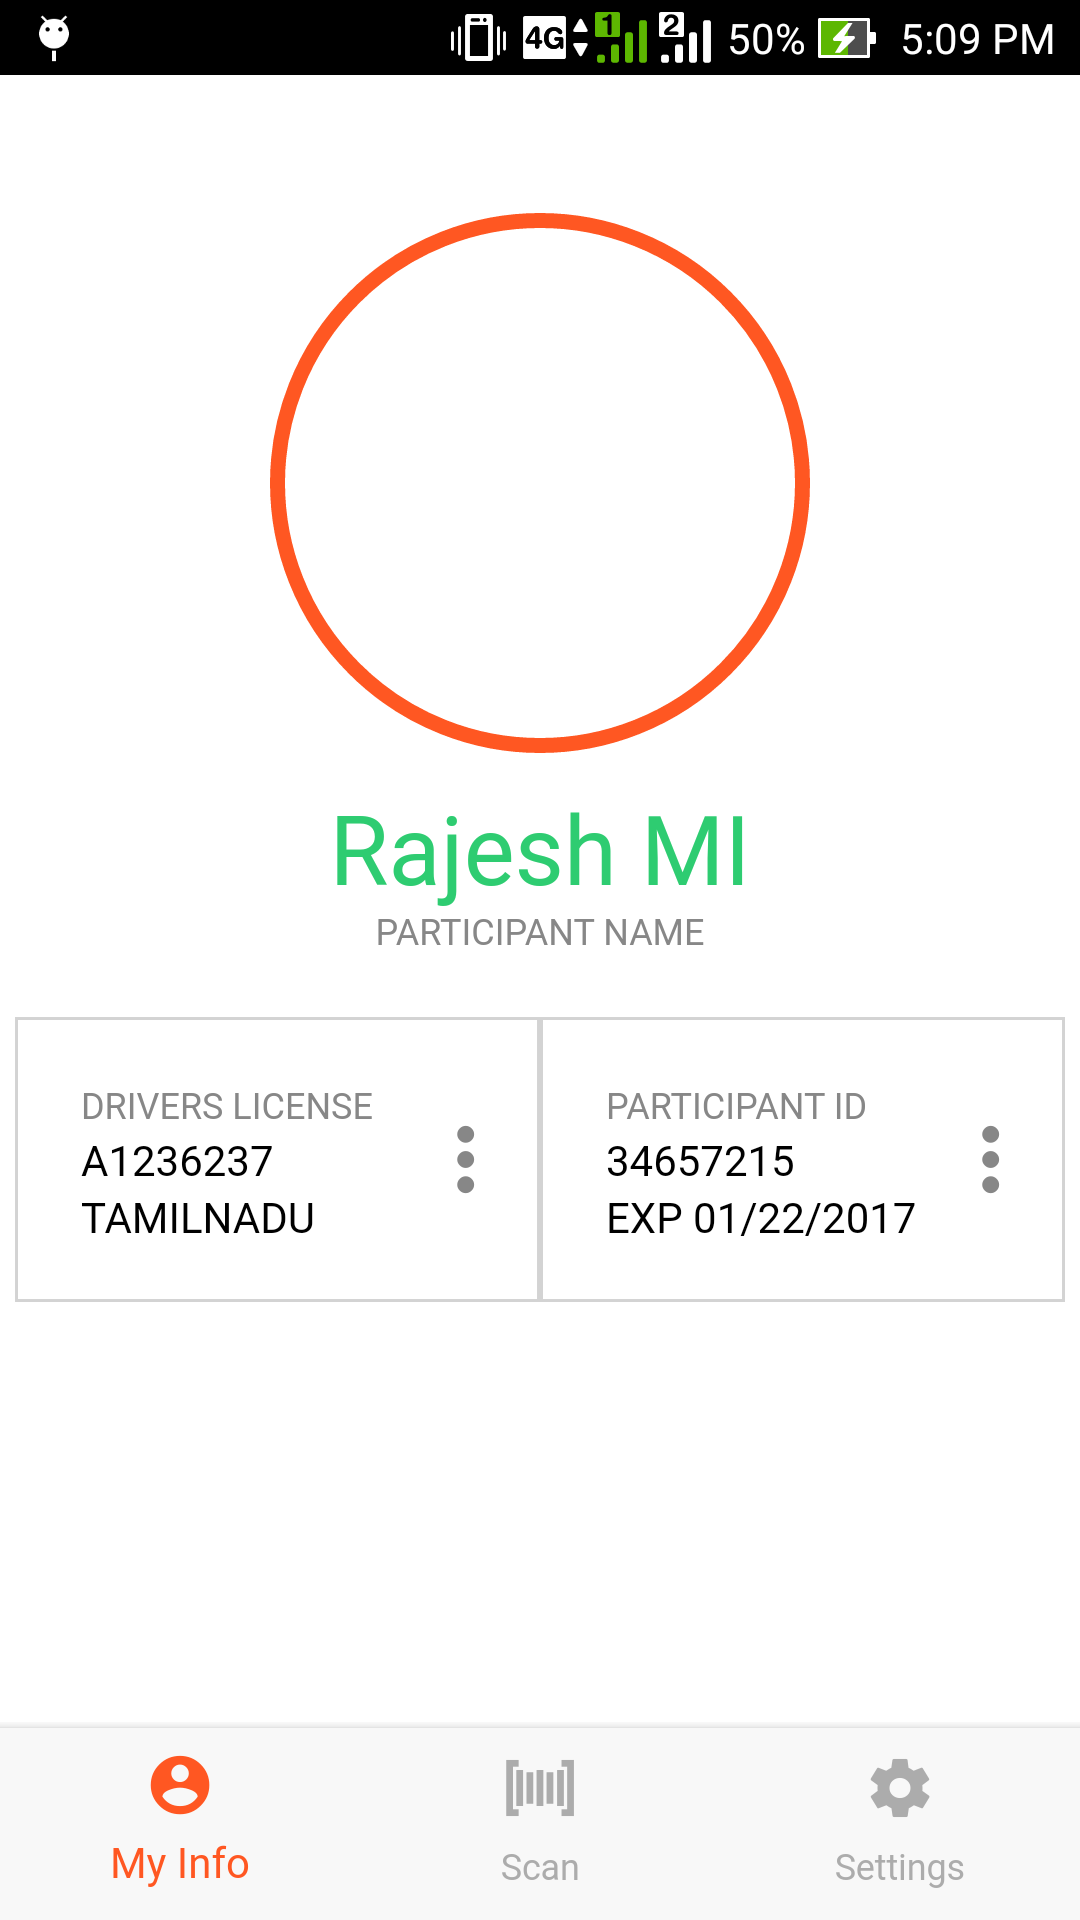 4G 1 2 50% 5:09 PM
Rajesh MI
PARTICIPANT NAME
DRIVERS LICENSE
A1236237
TAMILNADU
PARTICIPANT ID
34657215
EXP 01/22/2017
My Info
Scan
Settings